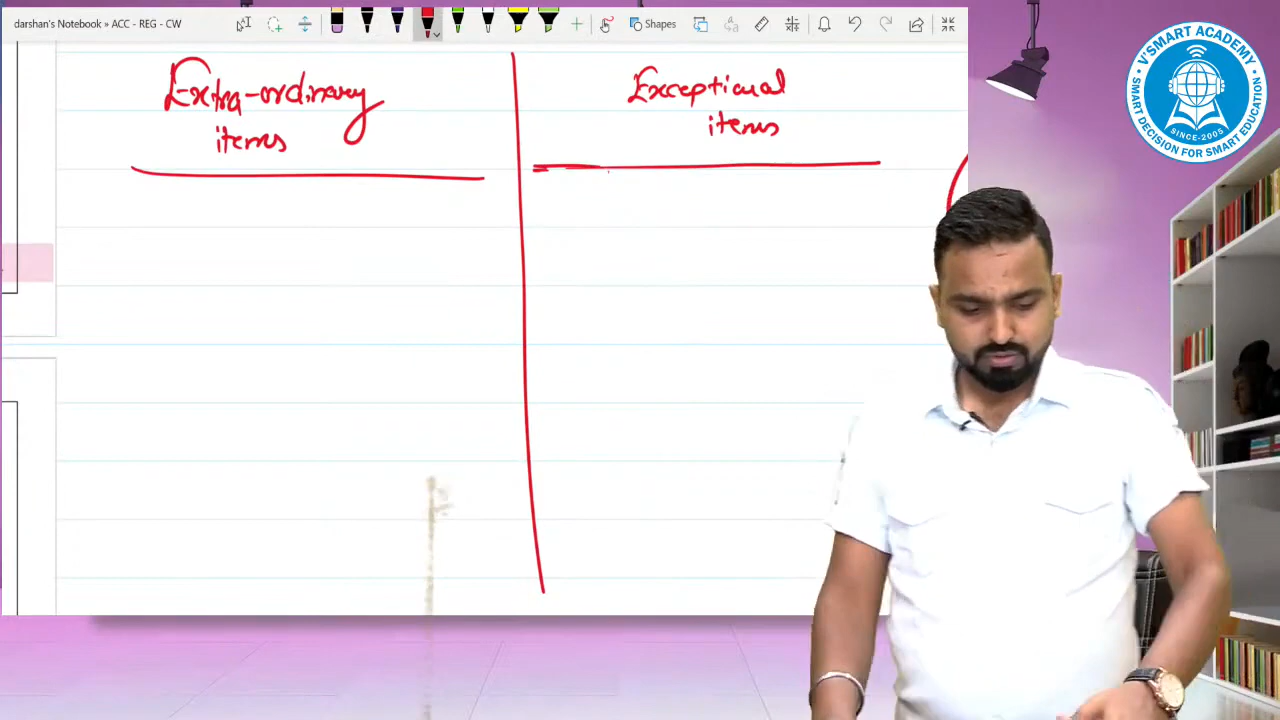 darshan's Notebook » ACC - REG - CW
Shapes
Extra-ordinary
items
Exceptional
items
V'SMART ACADEMY
SINCE-2005
SMART DECISION FOR SMART EDUCATION